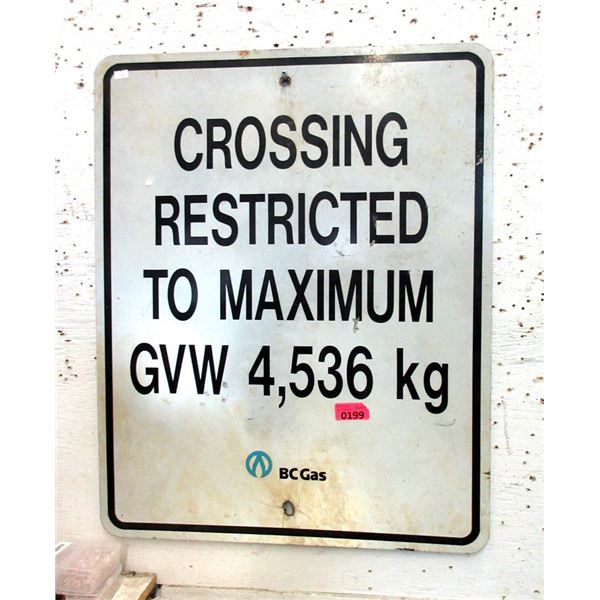 CROSSING
RESTRICTED
TO MAXIMUM
GVW 4,536 kg
0199
BC Gas